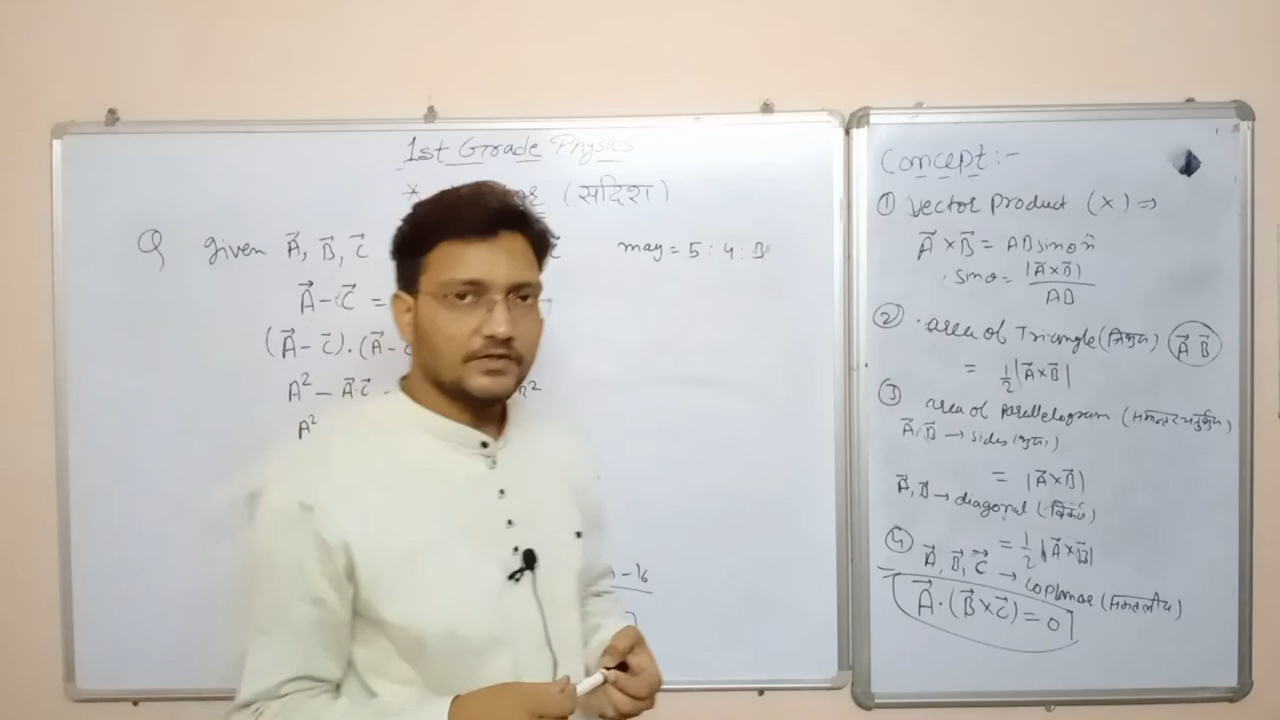 1st Grade Physics
* (सदिश)
Q given A⃗, B⃗, C⃗ mag = 5 : 4 : 3
A⃗ - C⃗ =
(A⃗ - C⃗) . (A⃗ -
A² - A⃗.C⃗ -
A²
- 16
Concept :-
① Vector Product (×) ⇒
A⃗ × B⃗ = AB sinθ n̂
sinθ = |A⃗ × B⃗| / AB
② area of Triangle (त्रिभुज) A⃗ B⃗
= 1/2 |A⃗ × B⃗|
③ area of Parallelogram (समान्तर चतुर्भुज)
A⃗, B⃗ → sides (भुजा)
= |A⃗ × B⃗|
A⃗, B⃗ → diagonal (विकर्ण)
= 1/2 |A⃗ × B⃗|
④ A⃗, B⃗, C⃗ → coplanar (समतलीय)
A⃗ . (B⃗ × C⃗) = 0